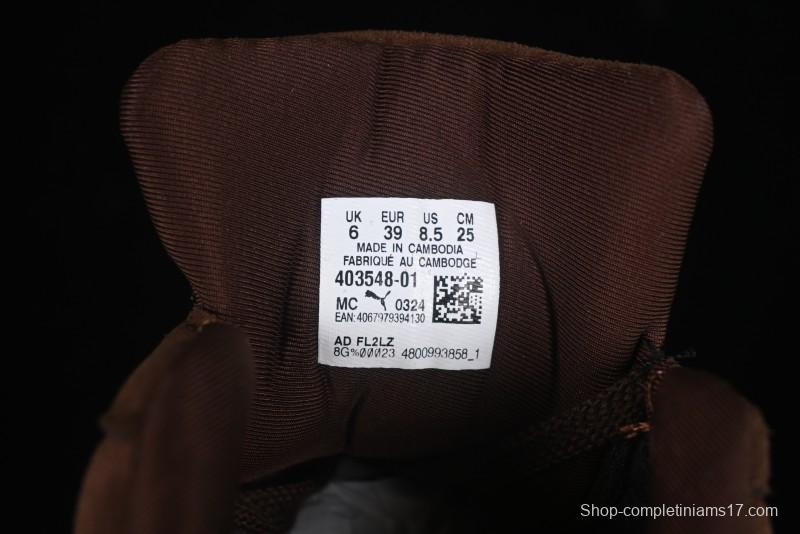 UK EUR US CM
6 39 8.5 25
MADE IN CAMBODIA
FABRIQUÉ AU CAMBODGE
403548-01
MC 0324
EAN:4067979394130
AD FL2LZ
8G%00023 4800993858_1
Shop-completiniams17.com